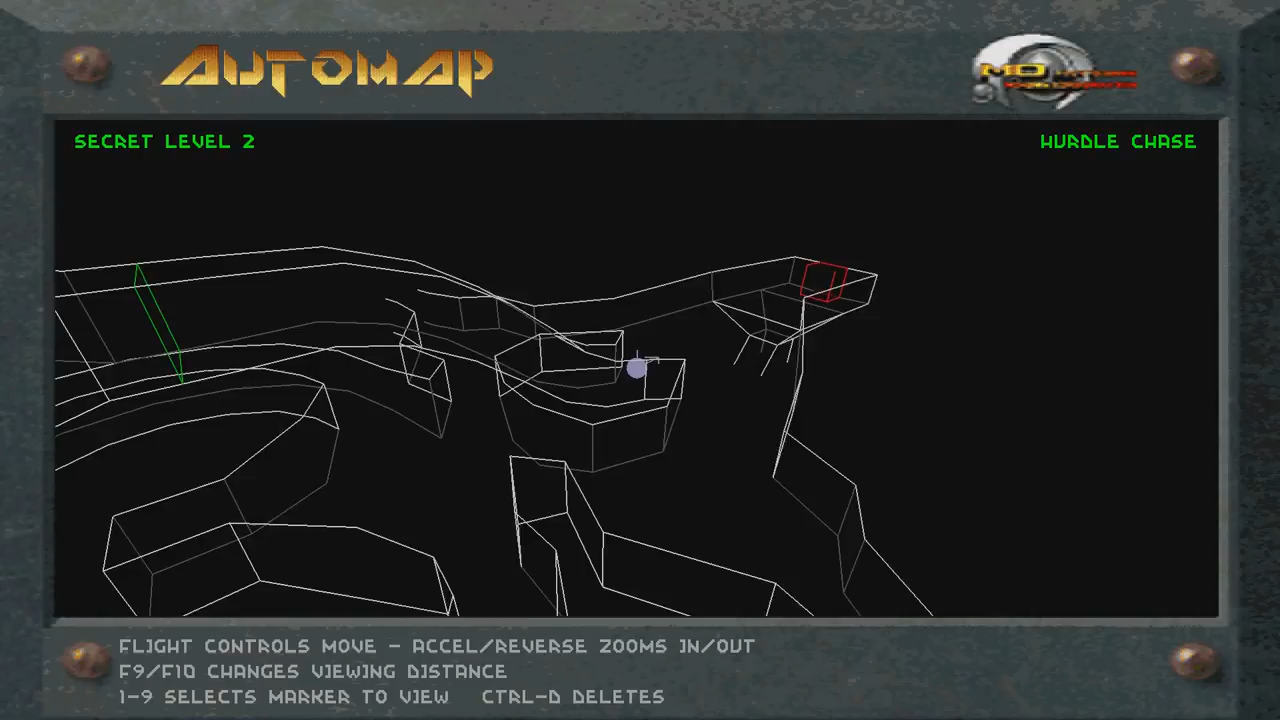 AUTOMAP
MD
SECRET LEVEL 2
HURDLE CHASE
FLIGHT CONTROLS MOVE - ACCEL/REVERSE ZOOMS IN/OUT
F9/F10 CHANGES VIEWING DISTANCE
1-9 SELECTS MARKER TO VIEW CTRL-D DELETES